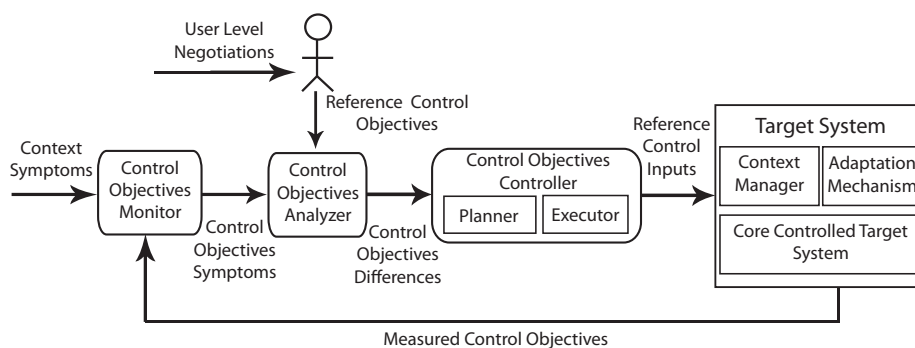 User Level
Negotiations
Reference Control
Objectives
Context
Symptoms
Control
Objectives
Monitor
Control
Objectives
Symptoms
Control
Objectives
Analyzer
Control
Objectives
Differences
Control Objectives
Controller
Planner
Executor
Reference
Control
Inputs
Target System
Context
Manager
Adaptation
Mechanism
Core Controlled Target
System
Measured Control Objectives